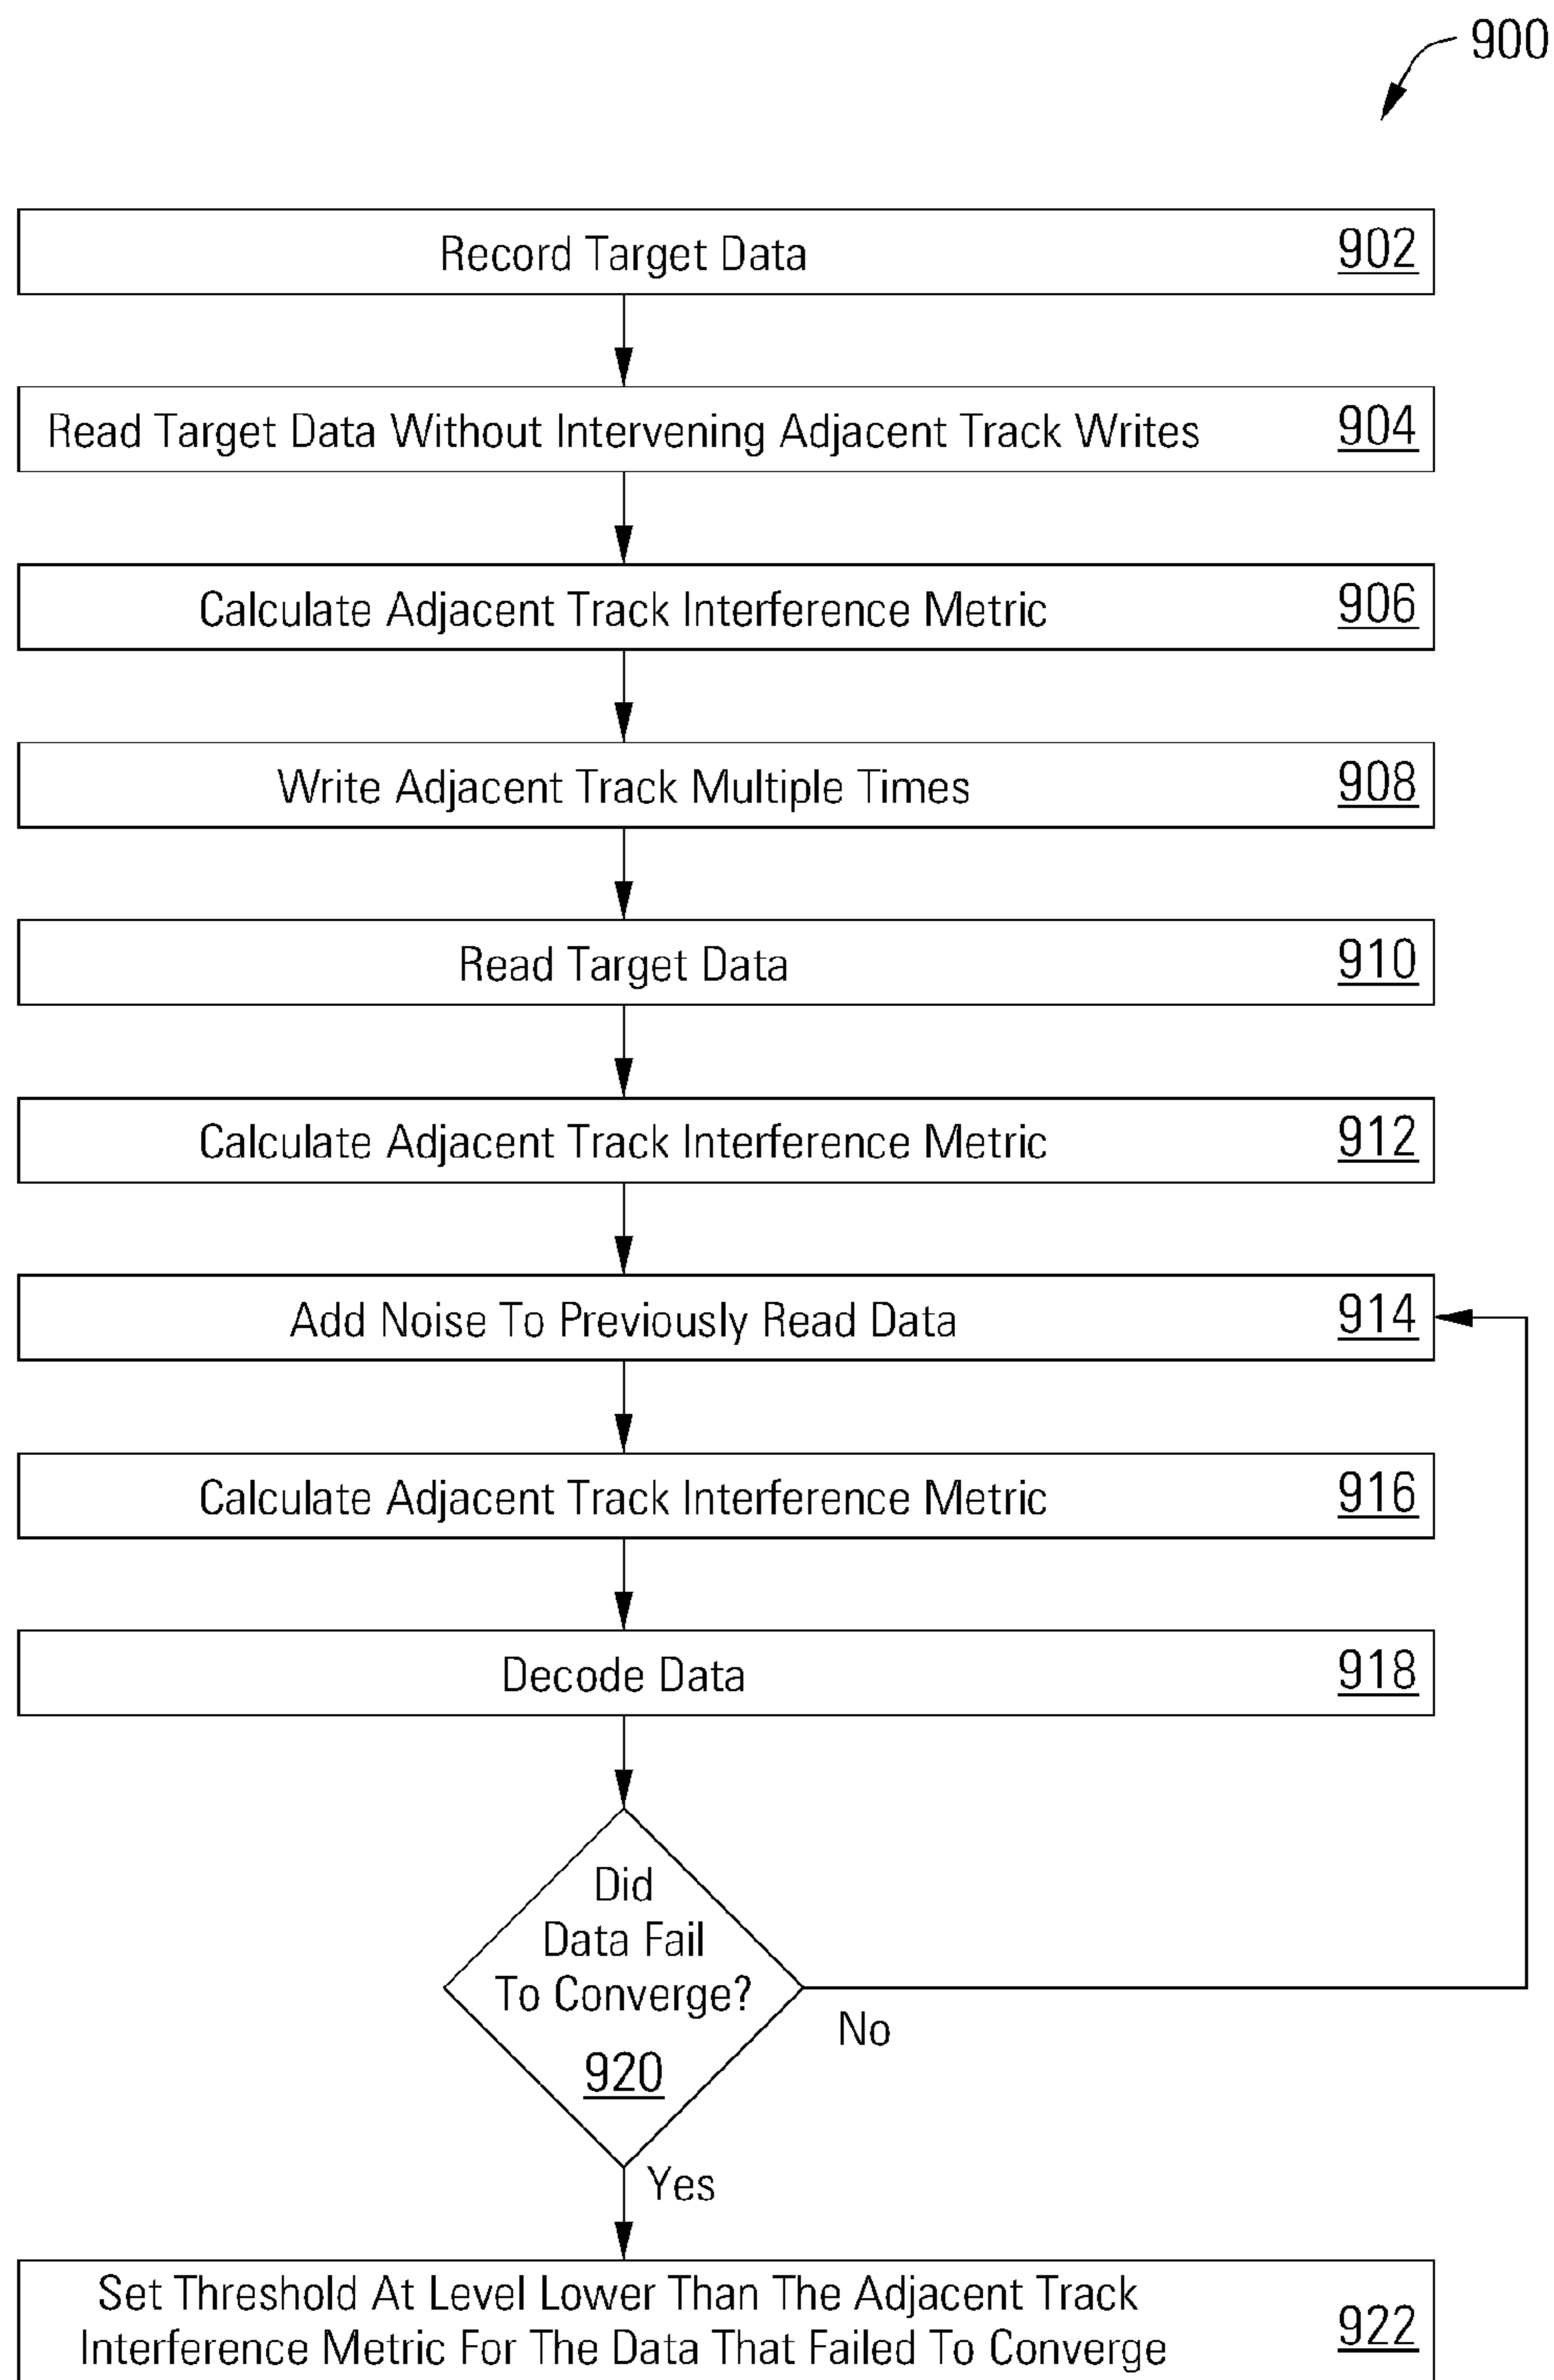 900
Record Target Data 902
Read Target Data Without Intervening Adjacent Track Writes 904
Calculate Adjacent Track Interference Metric 906
Write Adjacent Track Multiple Times 908
Read Target Data 910
Calculate Adjacent Track Interference Metric 912
Add Noise To Previously Read Data 914
Calculate Adjacent Track Interference Metric 916
Decode Data 918
Did
Data Fail
To Converge?
No
920
Yes
Set Threshold At Level Lower Than The Adjacent Track
Interference Metric For The Data That Failed To Converge 922